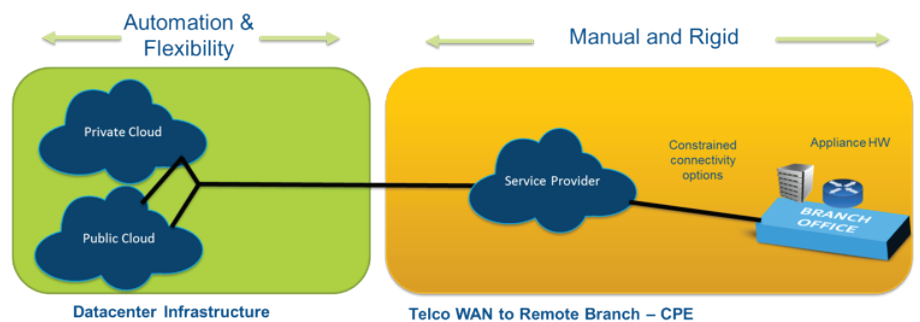 Automation &
Flexibility
Manual and Rigid
Private Cloud
Public Cloud
Service Provider
Constrained
connectivity
options
Appliance HW
BRANCH
OFFICE
Datacenter Infrastructure
Telco WAN to Remote Branch – CPE